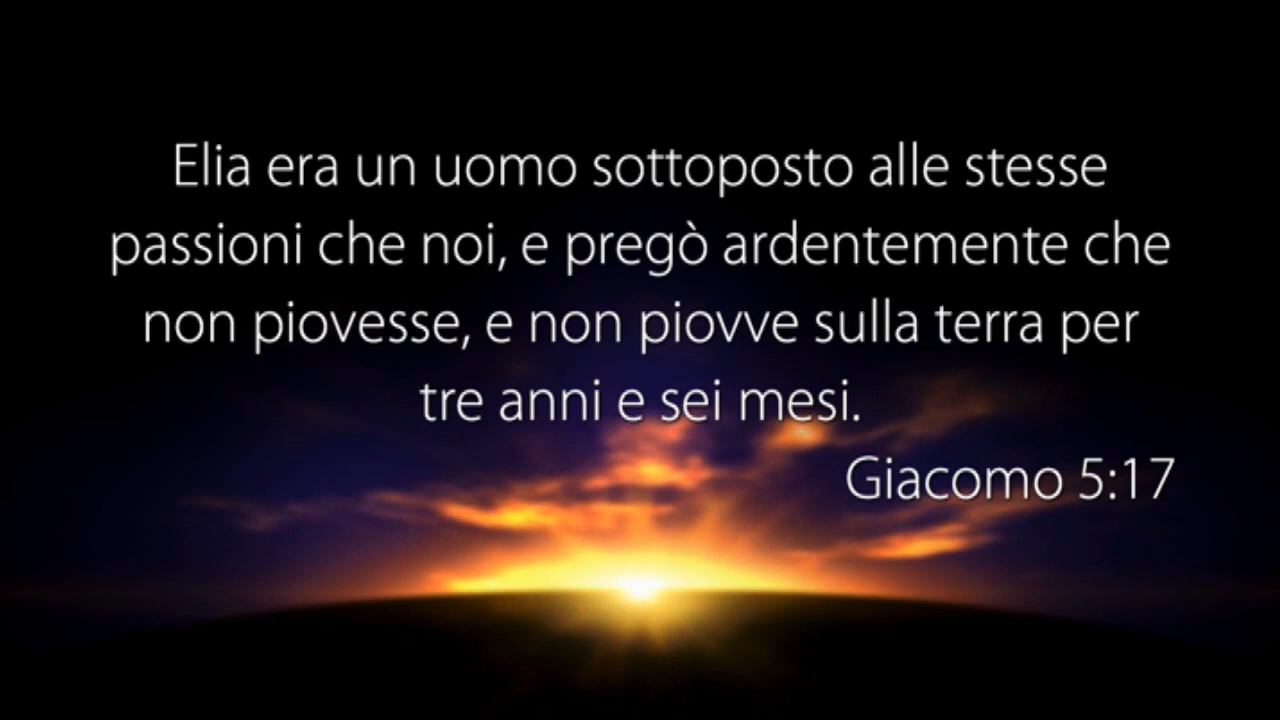 Elia era un uomo sottoposto alle stesse
passioni che noi, e pregò ardentemente che
non piovesse, e non piovve sulla terra per
tre anni e sei mesi.
Giacomo 5:17